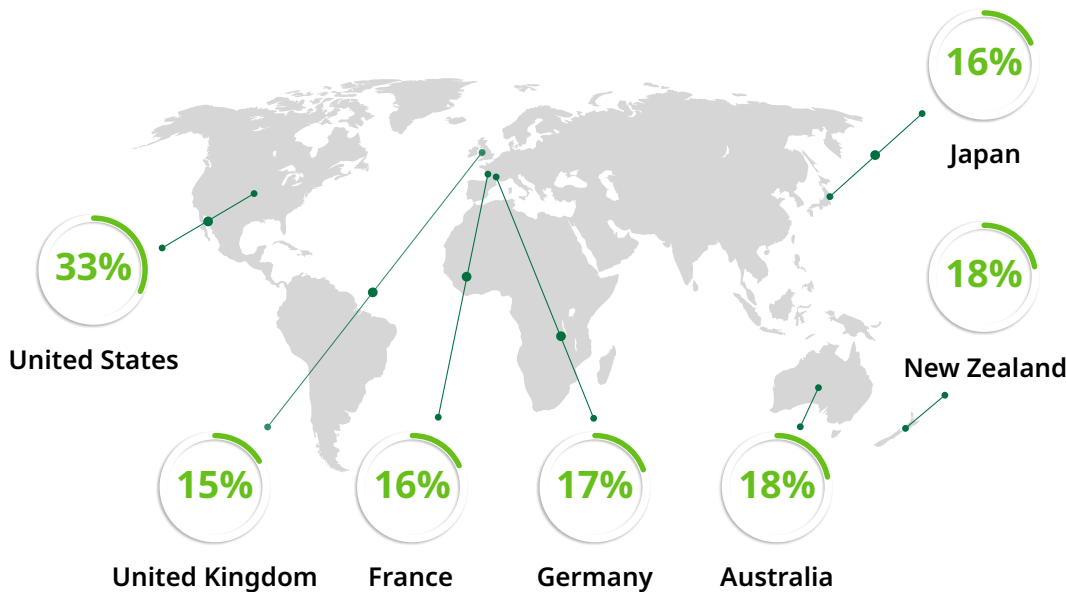 16%
Japan
33%
United States
18%
New Zealand
15%
United Kingdom
16%
France
17%
Germany
18%
Australia